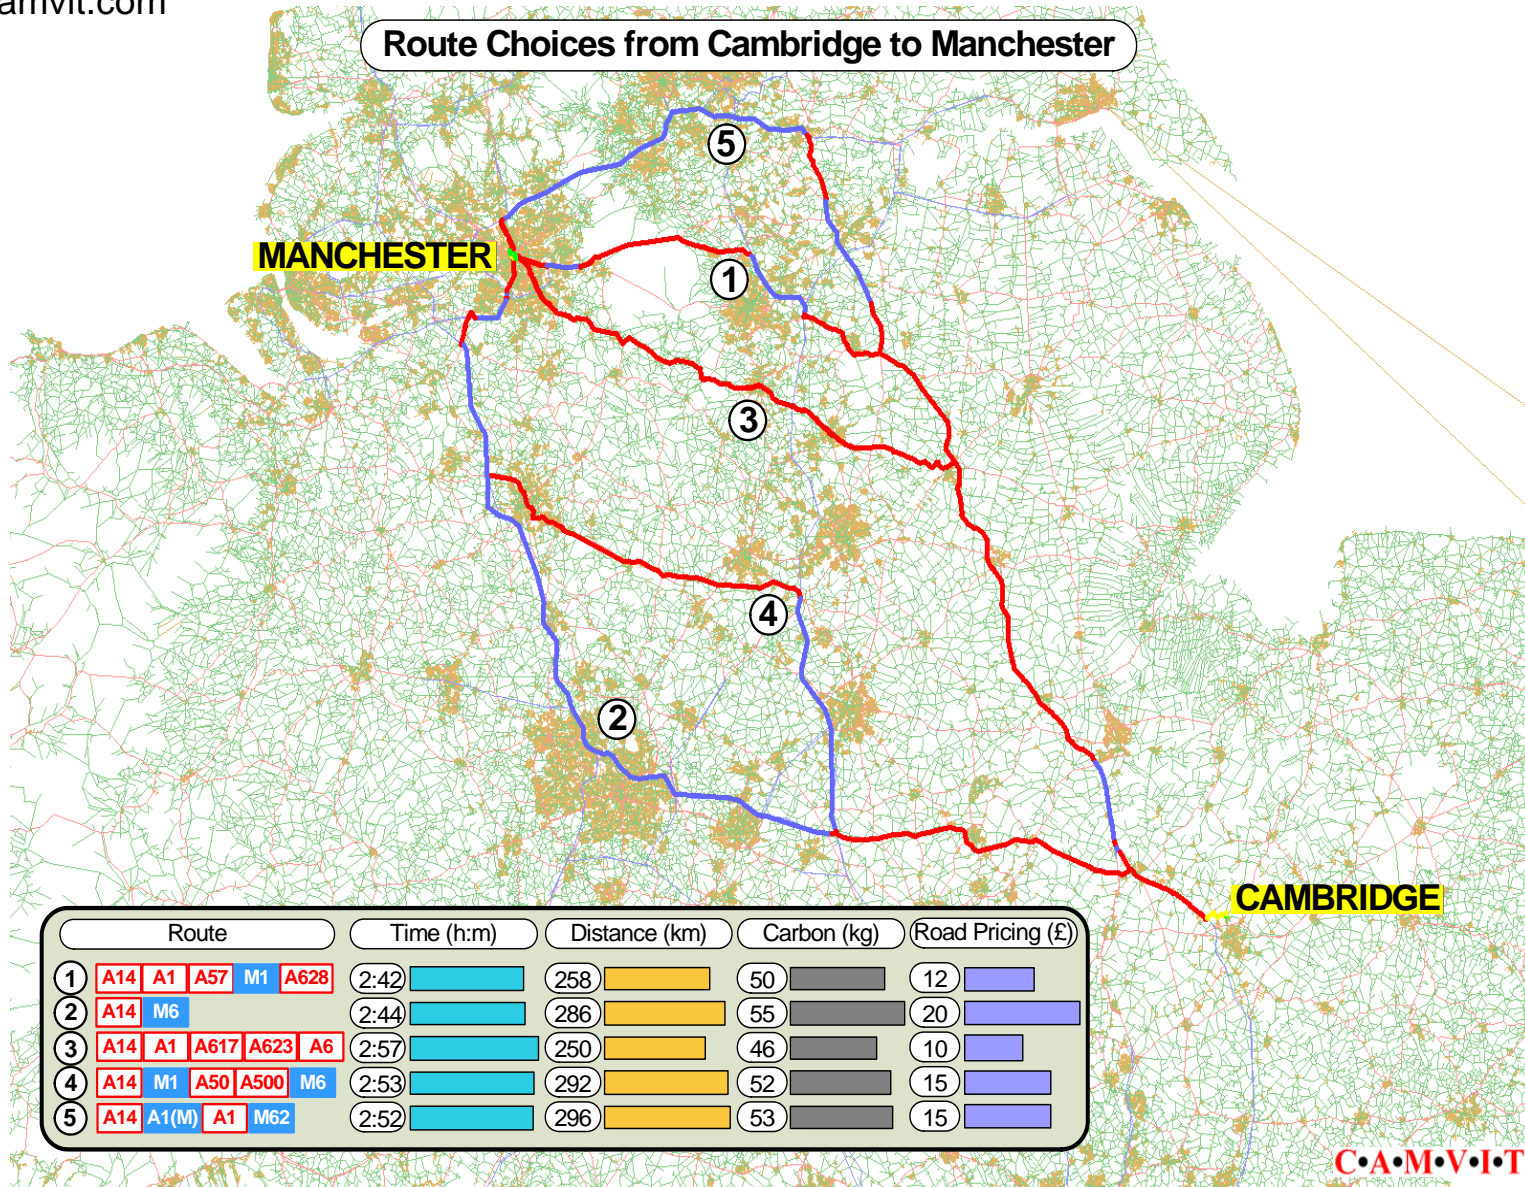 amvit.com
Route Choices from Cambridge to Manchester
5
MANCHESTER
1
3
4
2
CAMBRIDGE
Route Time (h:m) Distance (km) Carbon (kg) Road Pricing (£)
1 A14 A1 A57 M1 A628 2:42 258 50 12
2 A14 M6 2:44 286 55 20
3 A14 A1 A617 A623 A6 2:57 250 46 10
4 A14 M1 A50 A500 M6 2:53 292 52 15
5 A14 A1(M) A1 M62 2:52 296 53 15
C•A•M•V•I•T